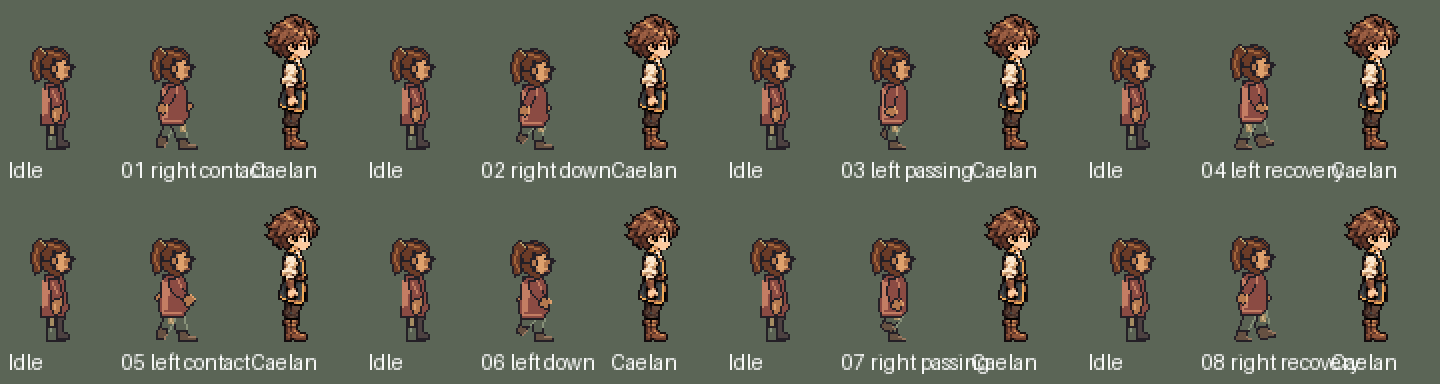 Idle 01 right contact Caelan Idle 02 right down Caelan Idle 03 left passing Caelan Idle 04 left recovery Caelan
Idle 05 left contact Caelan Idle 06 left down Caelan Idle 07 right passing Caelan Idle 08 right recovery Caelan